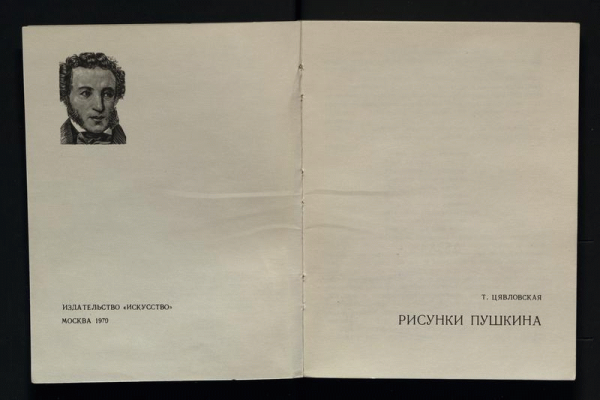 ИЗДАТЕЛЬСТВО «ИСКУССТВО»
МОСКВА 1970
Т. ЦЯВЛОВСКАЯ
РИСУНКИ ПУШКИНА